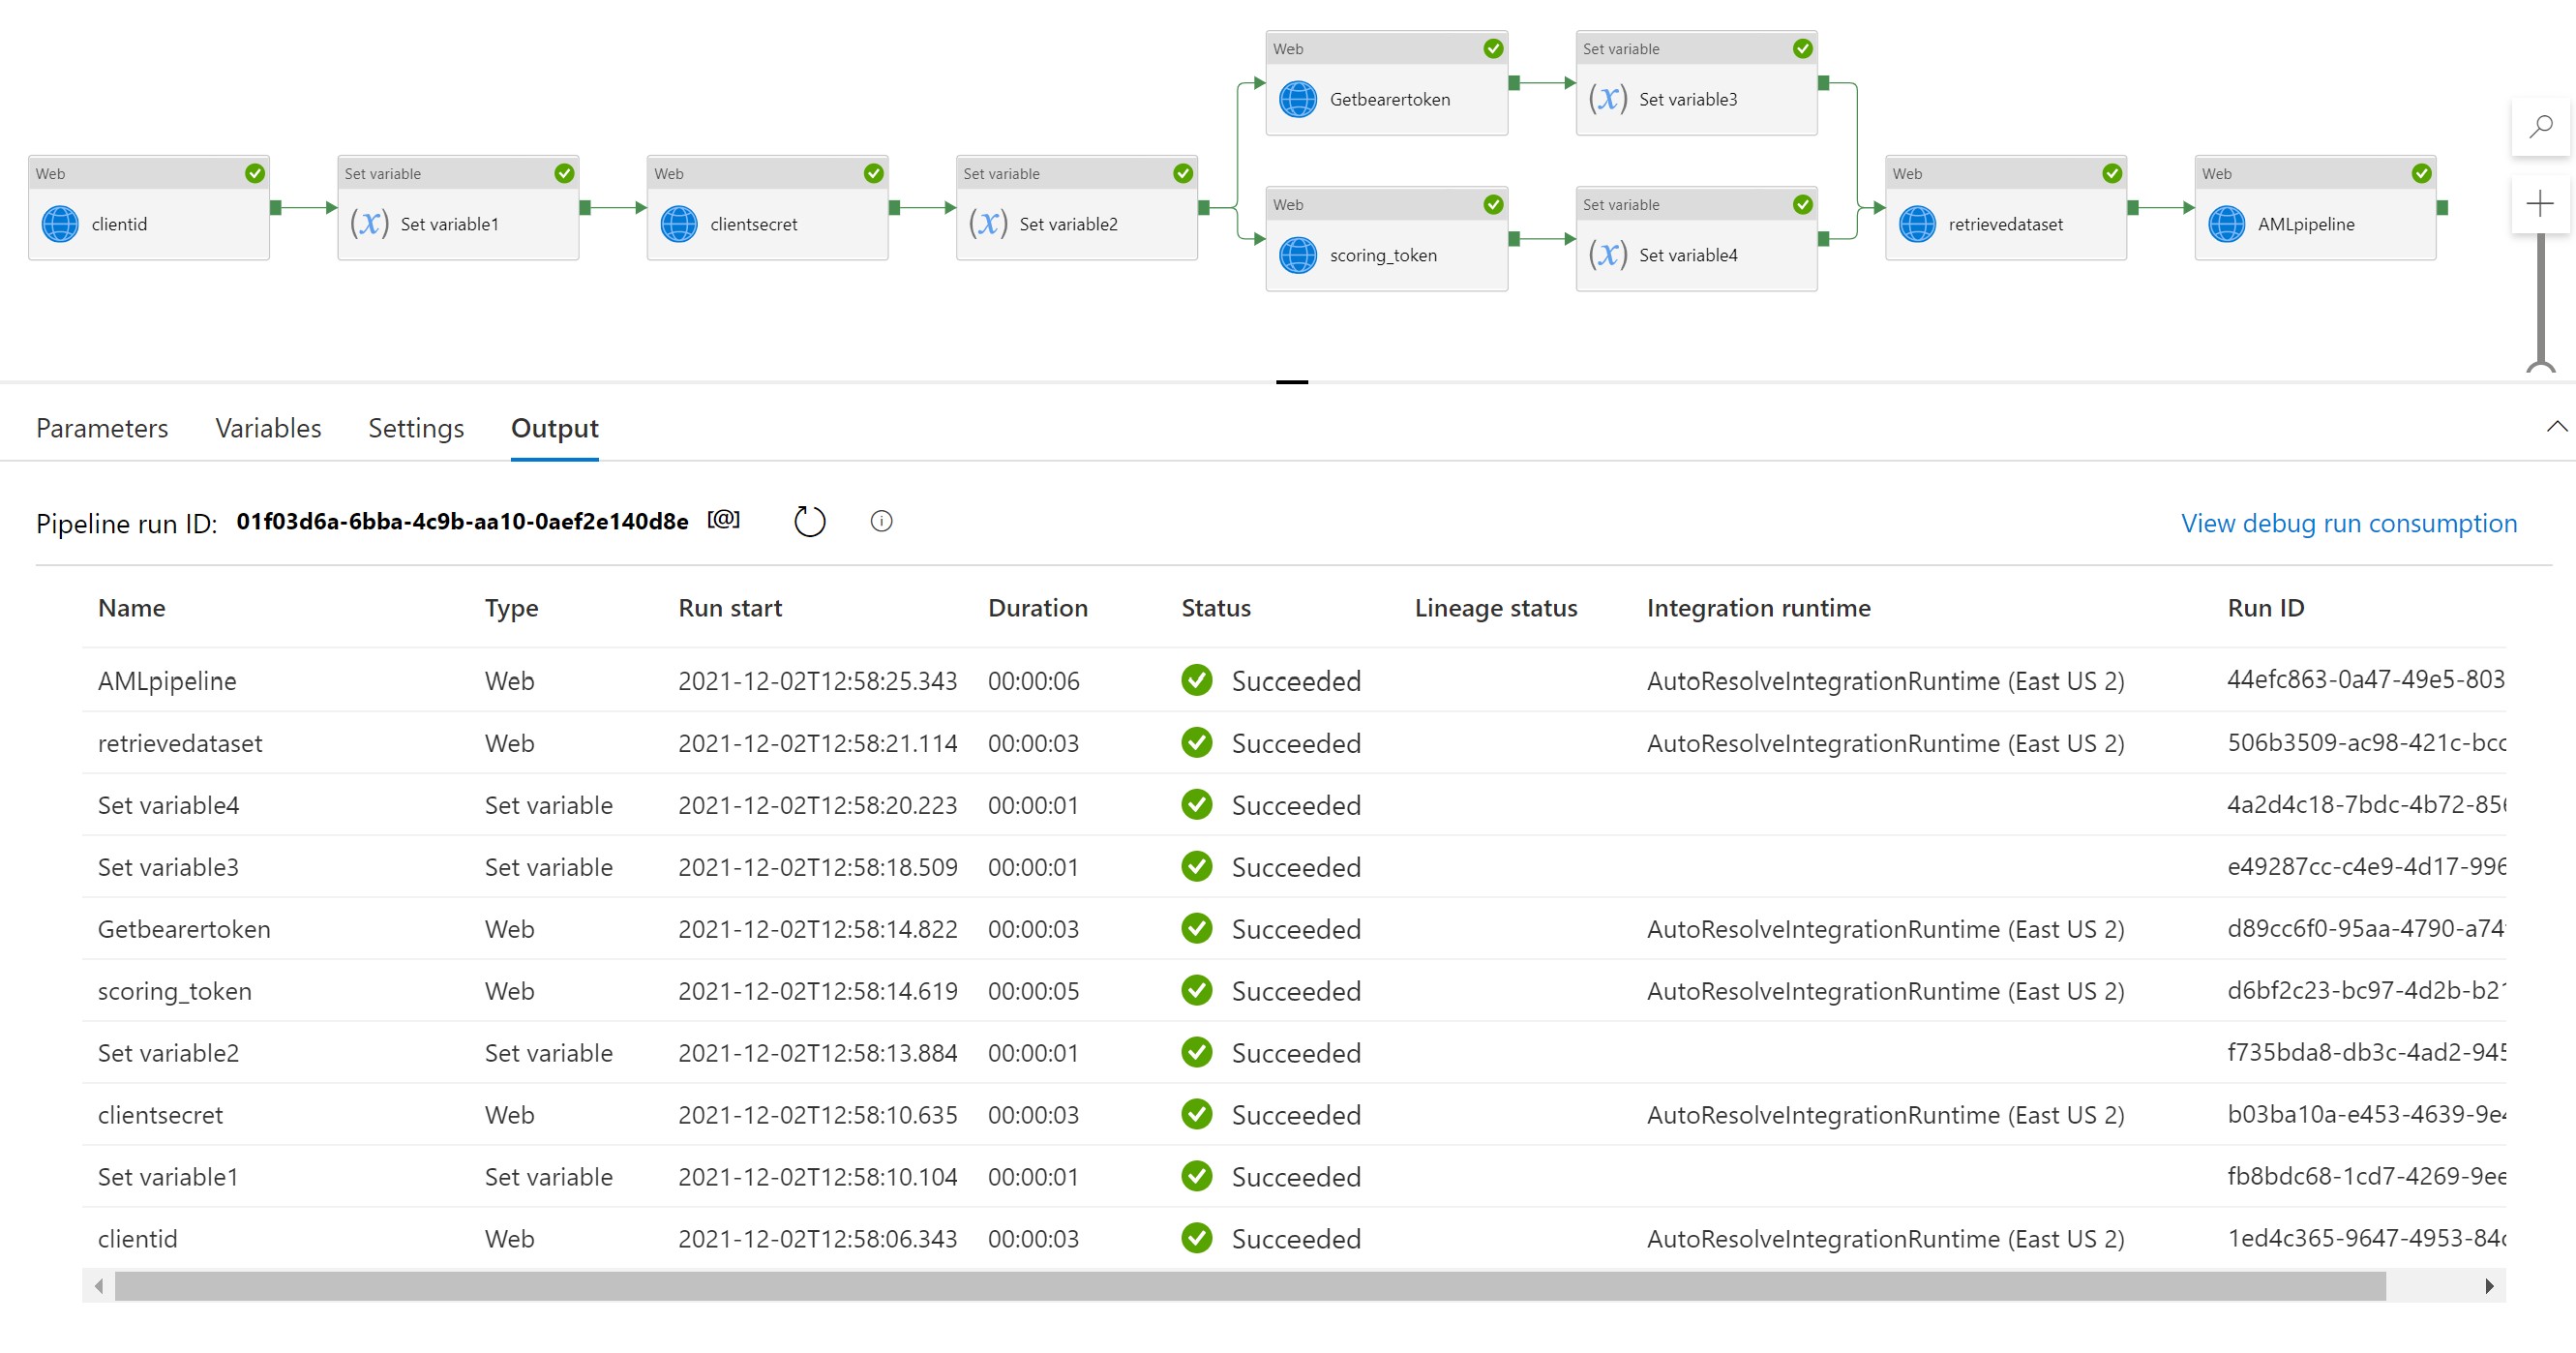 Web
Getbearertoken
Set variable
(x) Set variable3
Web
clientid
Set variable
(x) Set variable1
Web
clientsecret
Set variable
(x) Set variable2
Web
scoring_token
Set variable
(x) Set variable4
Web
retrievedataset
Web
AMLpipeline
Parameters Variables Settings Output
Pipeline run ID: 01f03d6a-6bba-4c9b-aa10-0aef2e140d8e [@] View debug run consumption
Name Type Run start Duration Status Lineage status Integration runtime Run ID
AMLpipeline Web 2021-12-02T12:58:25.343 00:00:06 Succeeded AutoResolveIntegrationRuntime (East US 2) 44efc863-0a47-49e5-803
retrievedataset Web 2021-12-02T12:58:21.114 00:00:03 Succeeded AutoResolveIntegrationRuntime (East US 2) 506b3509-ac98-421c-bcc
Set variable4 Set variable 2021-12-02T12:58:20.223 00:00:01 Succeeded 4a2d4c18-7bdc-4b72-856
Set variable3 Set variable 2021-12-02T12:58:18.509 00:00:01 Succeeded e49287cc-c4e9-4d17-996
Getbearertoken Web 2021-12-02T12:58:14.822 00:00:03 Succeeded AutoResolveIntegrationRuntime (East US 2) d89cc6f0-95aa-4790-a74
scoring_token Web 2021-12-02T12:58:14.619 00:00:05 Succeeded AutoResolveIntegrationRuntime (East US 2) d6bf2c23-bc97-4d2b-b21
Set variable2 Set variable 2021-12-02T12:58:13.884 00:00:01 Succeeded f735bda8-db3c-4ad2-945
clientsecret Web 2021-12-02T12:58:10.635 00:00:03 Succeeded AutoResolveIntegrationRuntime (East US 2) b03ba10a-e453-4639-9e4
Set variable1 Set variable 2021-12-02T12:58:10.104 00:00:01 Succeeded fb8bdc68-1cd7-4269-9ee
clientid Web 2021-12-02T12:58:06.343 00:00:03 Succeeded AutoResolveIntegrationRuntime (East US 2) 1ed4c365-9647-4953-84c